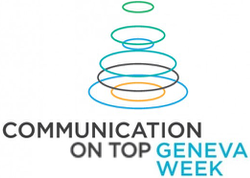 COMMUNICATION
ON TOP GENEVA
WEEK